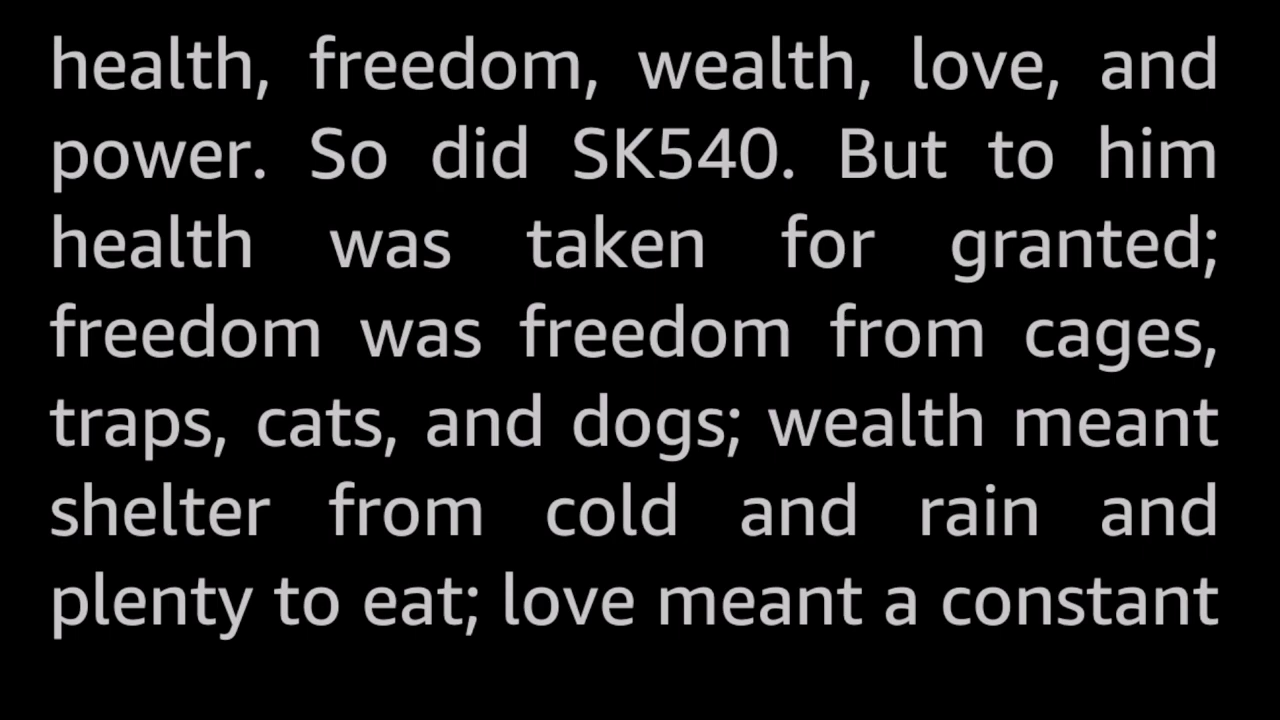 health, freedom, wealth, love, and
power. So did SK540. But to him
health was taken for granted;
freedom was freedom from cages,
traps, cats, and dogs; wealth meant
shelter from cold and rain and
plenty to eat; love meant a constant